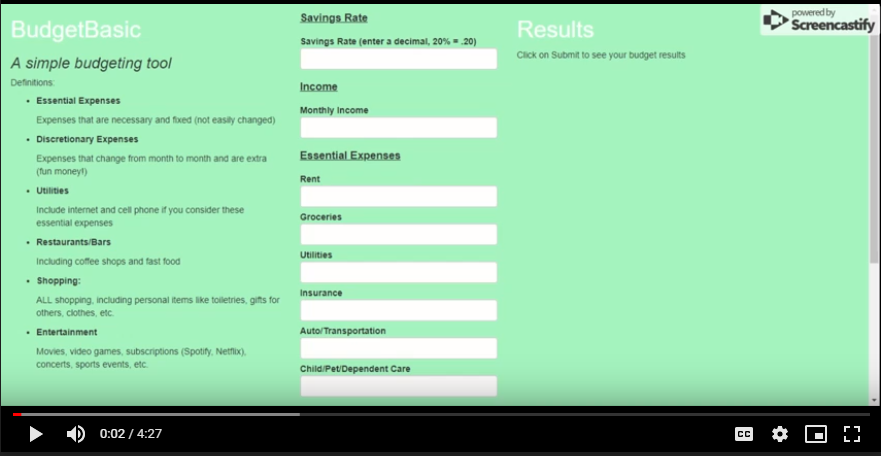 BudgetBasic
A simple budgeting tool
Definitions:
• Essential Expenses
Expenses that are necessary and fixed (not easily changed)
• Discretionary Expenses
Expenses that change from month to month and are extra
(fun money!)
• Utilities
Include internet and cell phone if you consider these
essential expenses
• Restaurants/Bars
Including coffee shops and fast food
• Shopping:
ALL shopping, including personal items like toiletries, gifts for
others, clothes, etc.
• Entertainment
Movies, video games, subscriptions (Spotify, Netflix),
concerts, sports events, etc.
Savings Rate
Savings Rate (enter a decimal, 20% = .20)
Income
Monthly Income
Essential Expenses
Rent
Groceries
Utilities
Insurance
Auto/Transportation
Child/Pet/Dependent Care
Results
Click on Submit to see your budget results
powered by
Screencastify
0:02 / 4:27
CC